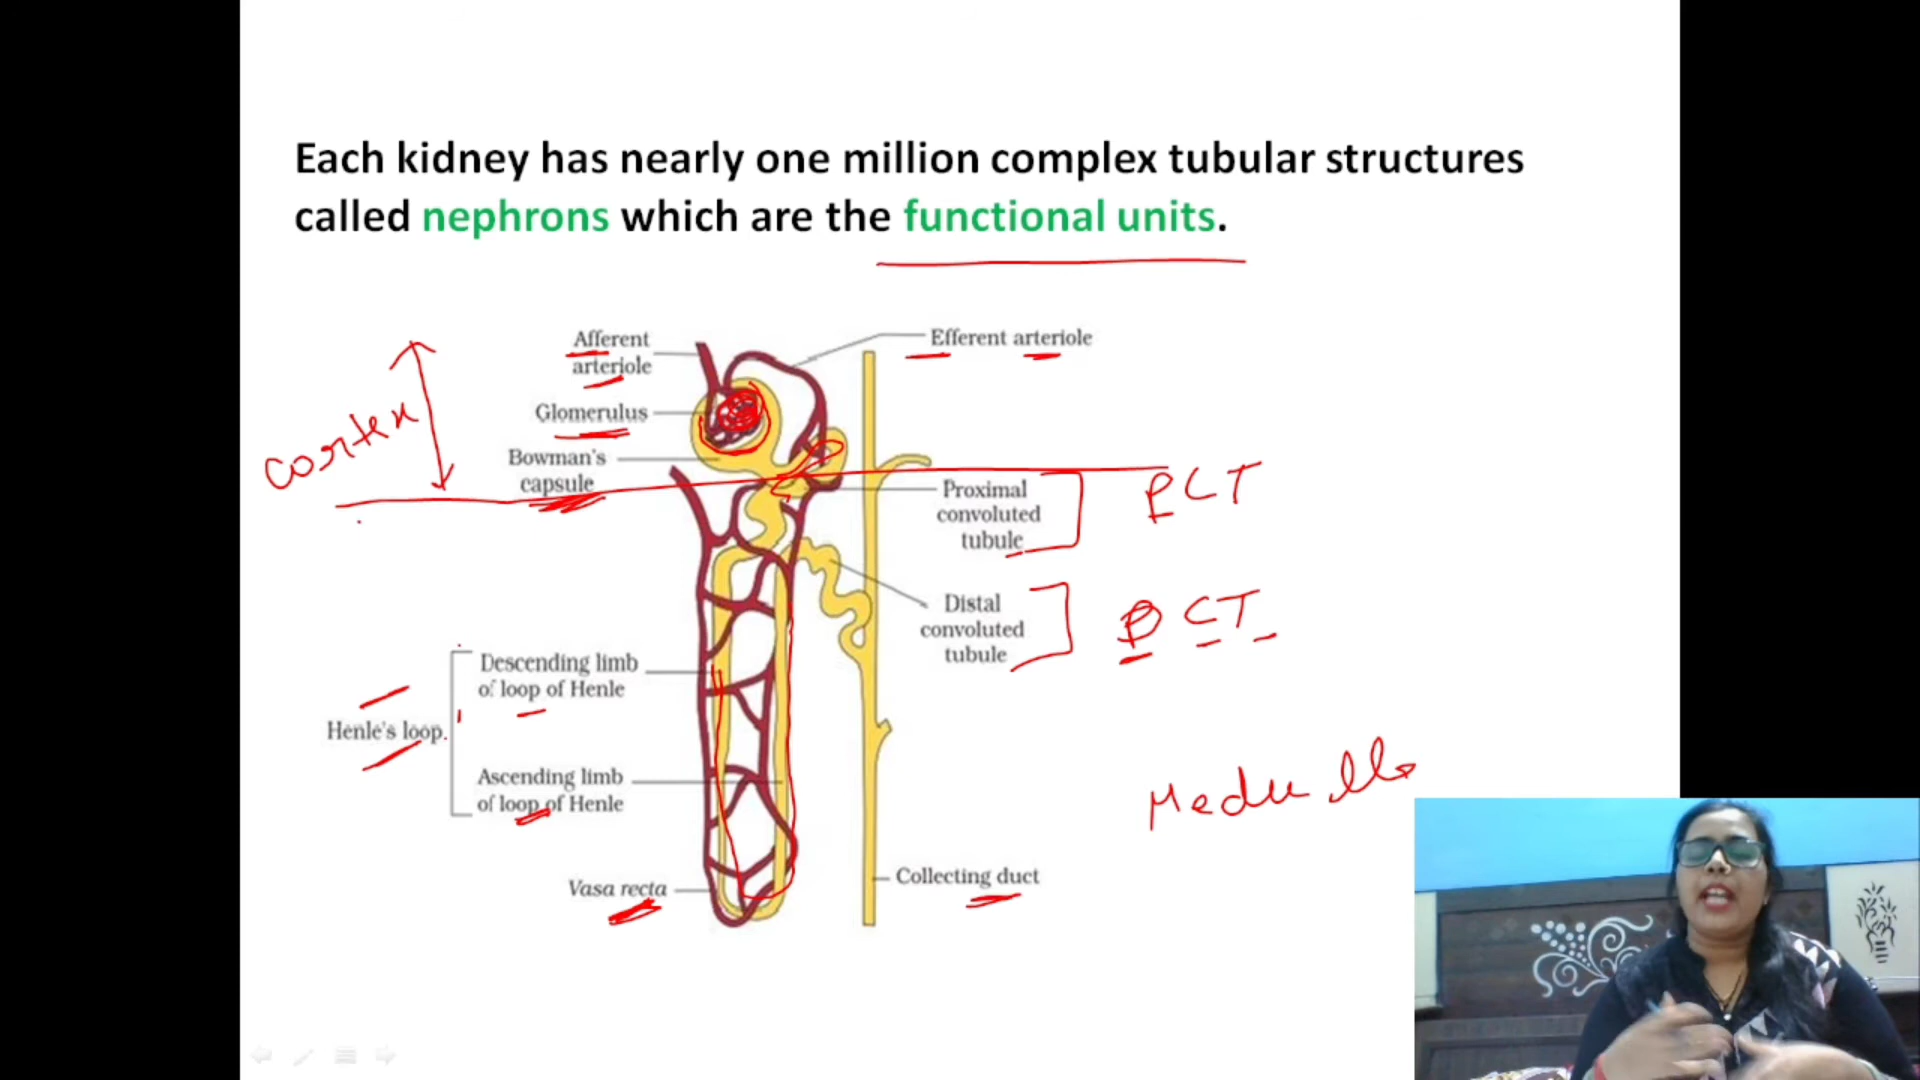 Each kidney has nearly one million complex tubular structures
called nephrons which are the functional units.
Afferent
arteriole
Efferent arteriole
Glomerulus
Bowman's
capsule
cortex
Proximal
convoluted
tubule
PCT
Distal
convoluted
tubule
DCT
Descending limb
of loop of Henle
Henle's loop
Ascending limb
of loop of Henle
Medulla
Vasa recta
Collecting duct